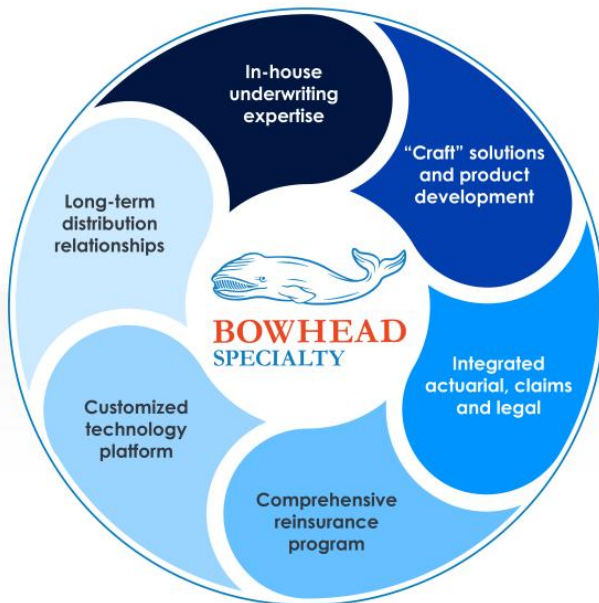 In-house
underwriting
expertise
“Craft” solutions
and product
development
Integrated
actuarial, claims
and legal
Comprehensive
reinsurance
program
Customized
technology
platform
Long-term
distribution
relationships
BOWHEAD
SPECIALTY